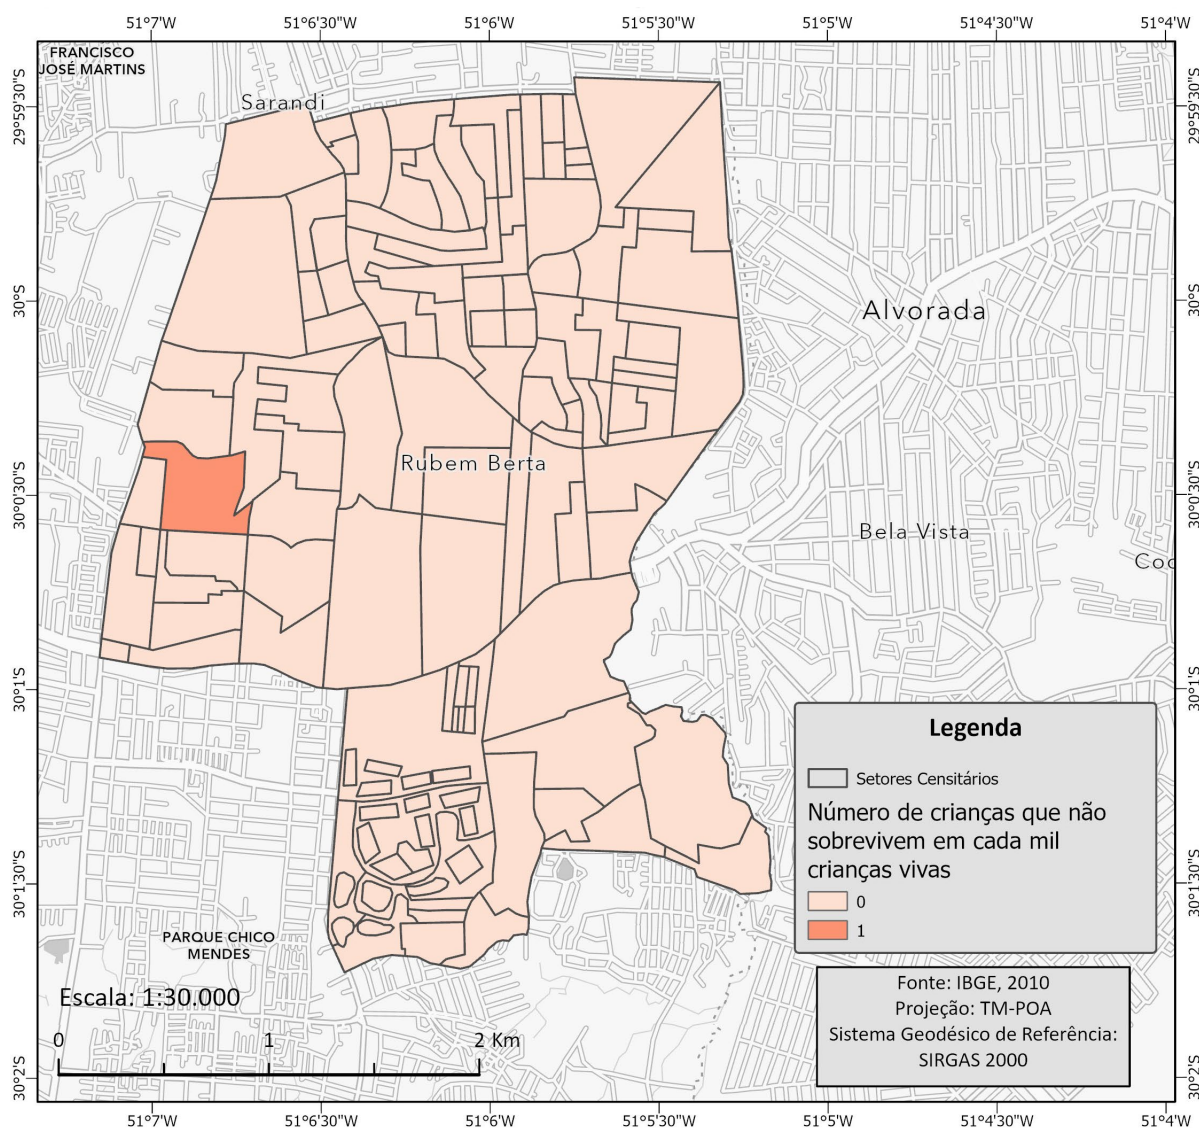 51°7'W 51°6'30"W 51°6'W 51°5'30"W 51°5'W 51°4'30"W 51°4'W
FRANCISCO
JOSÉ MARTINS
Sarandi
29°59'30"S
29°59'30"S
30°S
30°S
Alvorada
Rubem Berta
30°0'30"S
30°0'30"S
Bela Vista
Coc
30°1'S
30°1'S
Legenda
Setores Censitários
Número de crianças que não
sobrevivem em cada mil
crianças vivas
0
1
30°1'30"S
30°1'30"S
PARQUE CHICO
MENDES
Fonte: IBGE, 2010
Projeção: TM-POA
Sistema Geodésico de Referência:
SIRGAS 2000
Escala: 1:30.000
0 1 2 Km
30°2'S
30°2'S
51°7'W 51°6'30"W 51°6'W 51°5'30"W 51°5'W 51°4'30"W 51°4'W